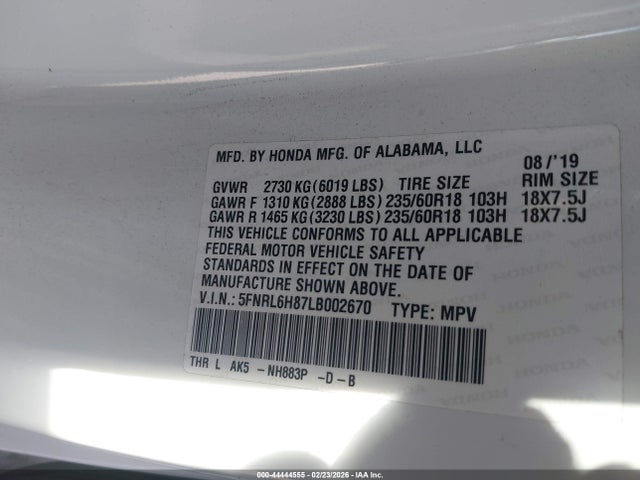 MFD. BY HONDA MFG. OF ALABAMA, LLC 08/'19
GVWR 2730 KG(6019 LBS) TIRE SIZE RIM SIZE
GAWR F 1310 KG(2888 LBS)235/60R18 103H 18X7.5J
GAWR R 1465 KG(3230 LBS)235/60R18 103H 18X7.5J
THIS VEHICLE CONFORMS TO ALL APPLICABLE
FEDERAL MOTOR VEHICLE SAFETY
STANDARDS IN EFFECT ON THE DATE OF
MANUFACTURE SHOWN ABOVE.
V.I.N.: 5FNRL6H87LB002670 TYPE: MPV
THR L AK5 -NH883P -D-B
000-44444555 - 02/23/2026 - IAA Inc.